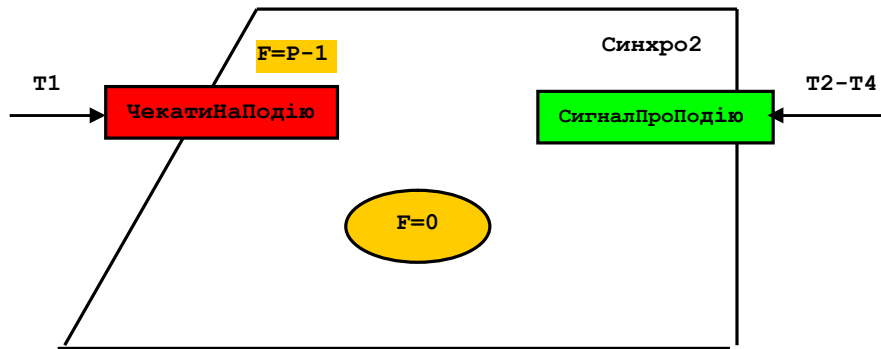 Синхро2
F=P-1
T1
T2-T4
ЧекатиНаПодію
СигналПроПодію
F=0